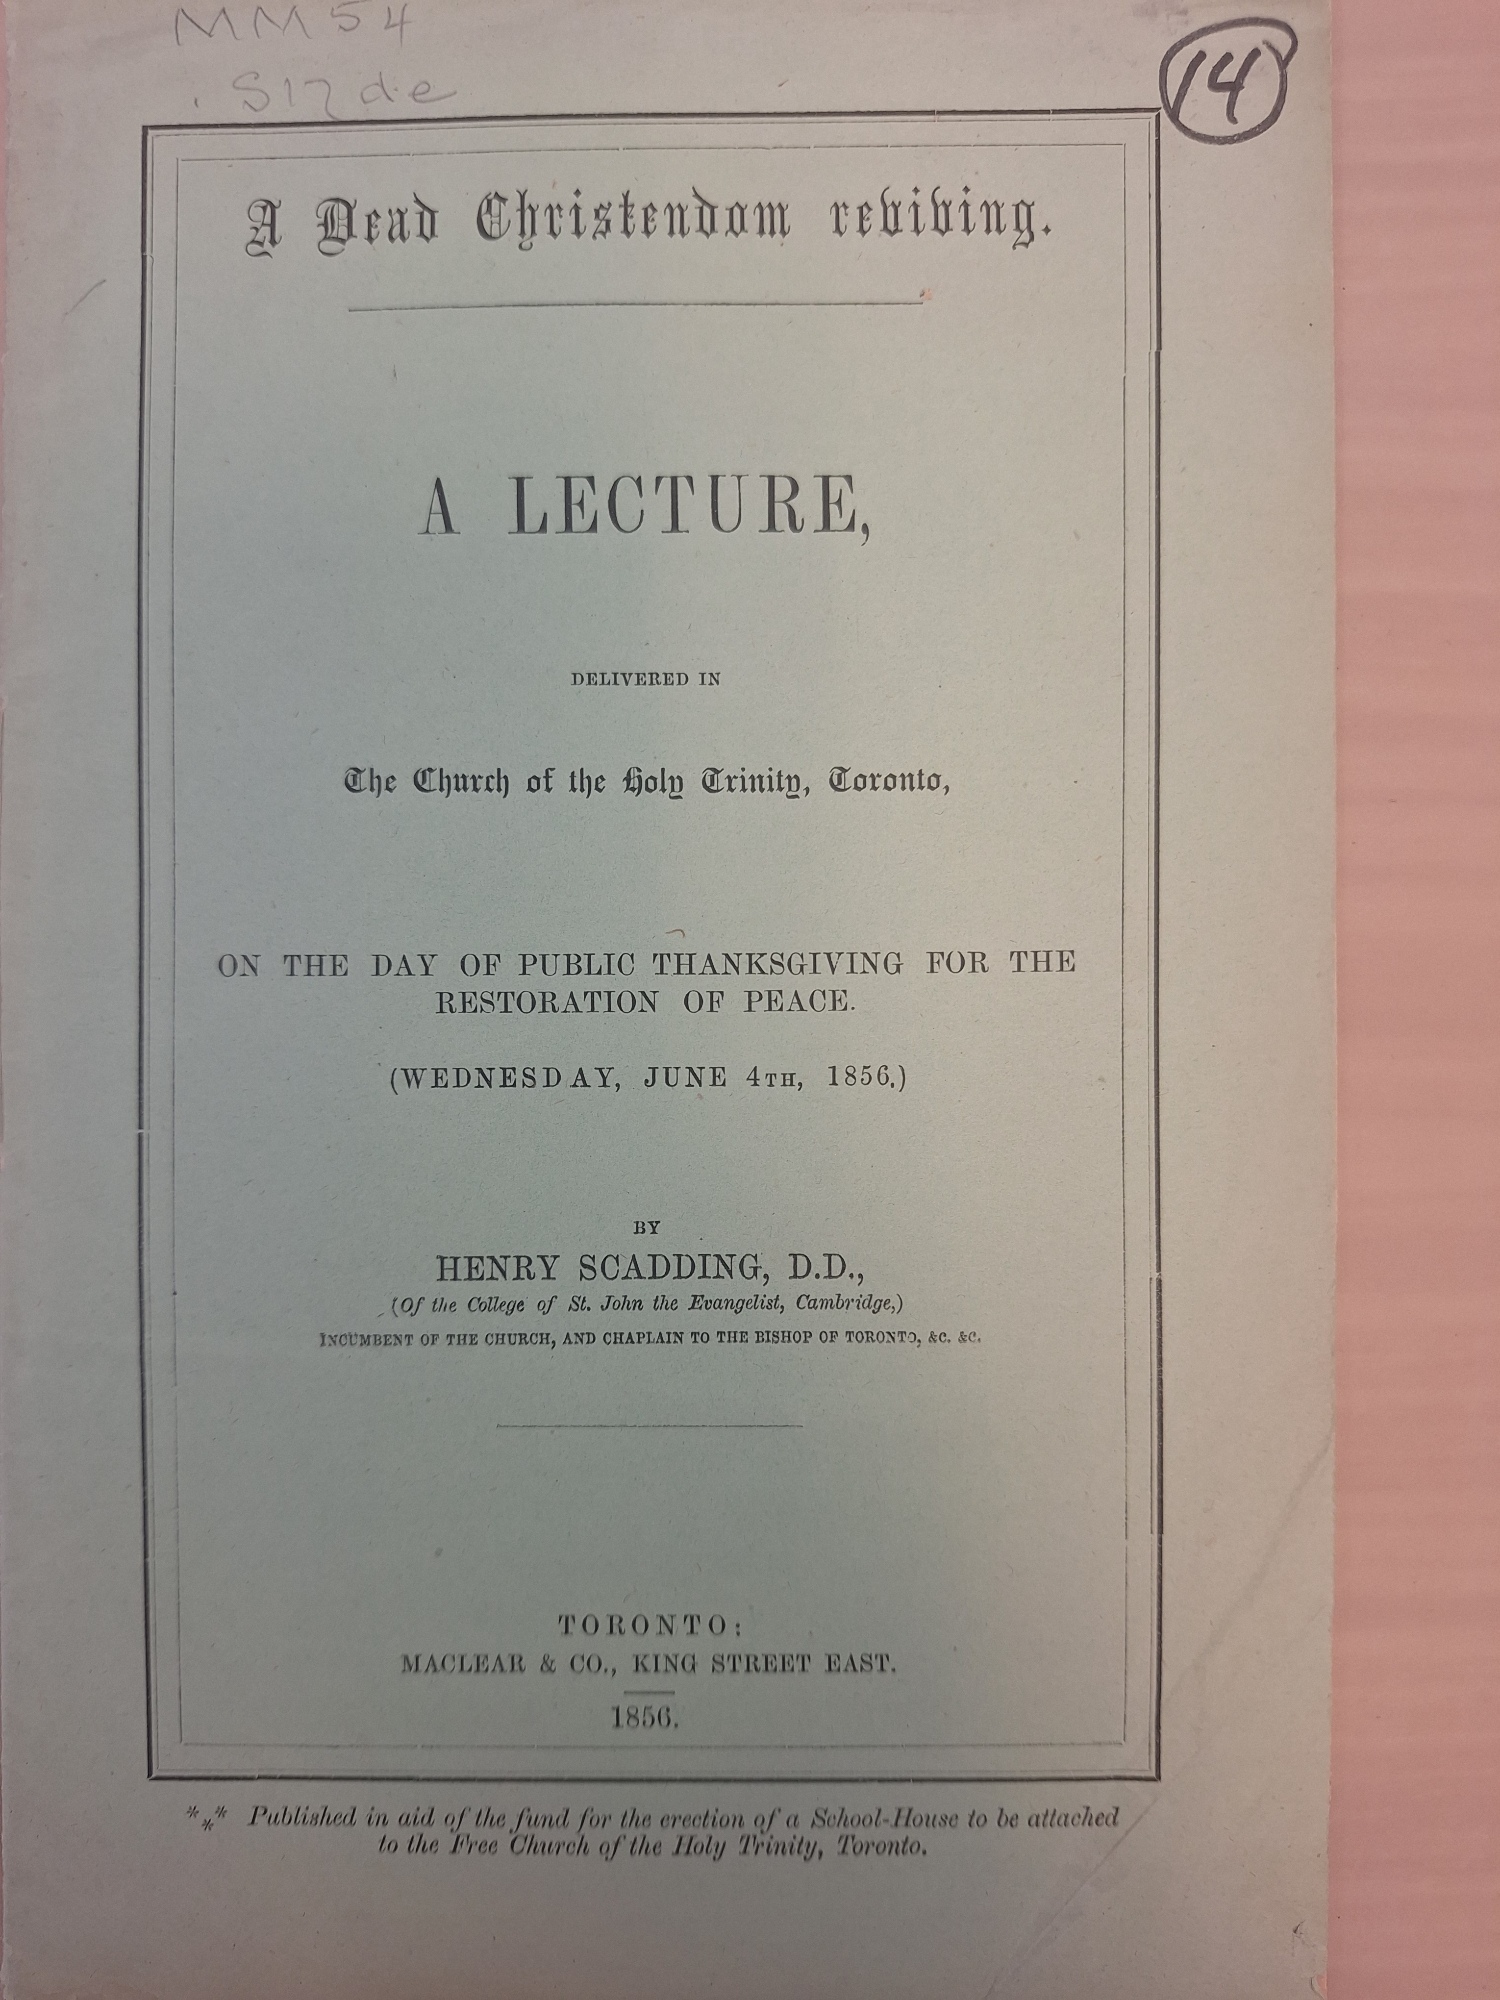 MM54
S17de
14
A Dead Christendom reviving.
A LECTURE,
DELIVERED IN
The Church of the Holy Trinity, Toronto,
ON THE DAY OF PUBLIC THANKSGIVING FOR THE
RESTORATION OF PEACE.
(WEDNESDAY, JUNE 4TH, 1856.)
BY
HENRY SCADDING, D.D.,
(Of the College of St. John the Evangelist, Cambridge,)
INCUMBENT OF THE CHURCH, AND CHAPLAIN TO THE BISHOP OF TORONTO, &C. &C.
TORONTO:
MACLEAR & CO., KING STREET EAST.
1856.
*** Published in aid of the fund for the erection of a School-House to be attached
to the Free Church of the Holy Trinity, Toronto.